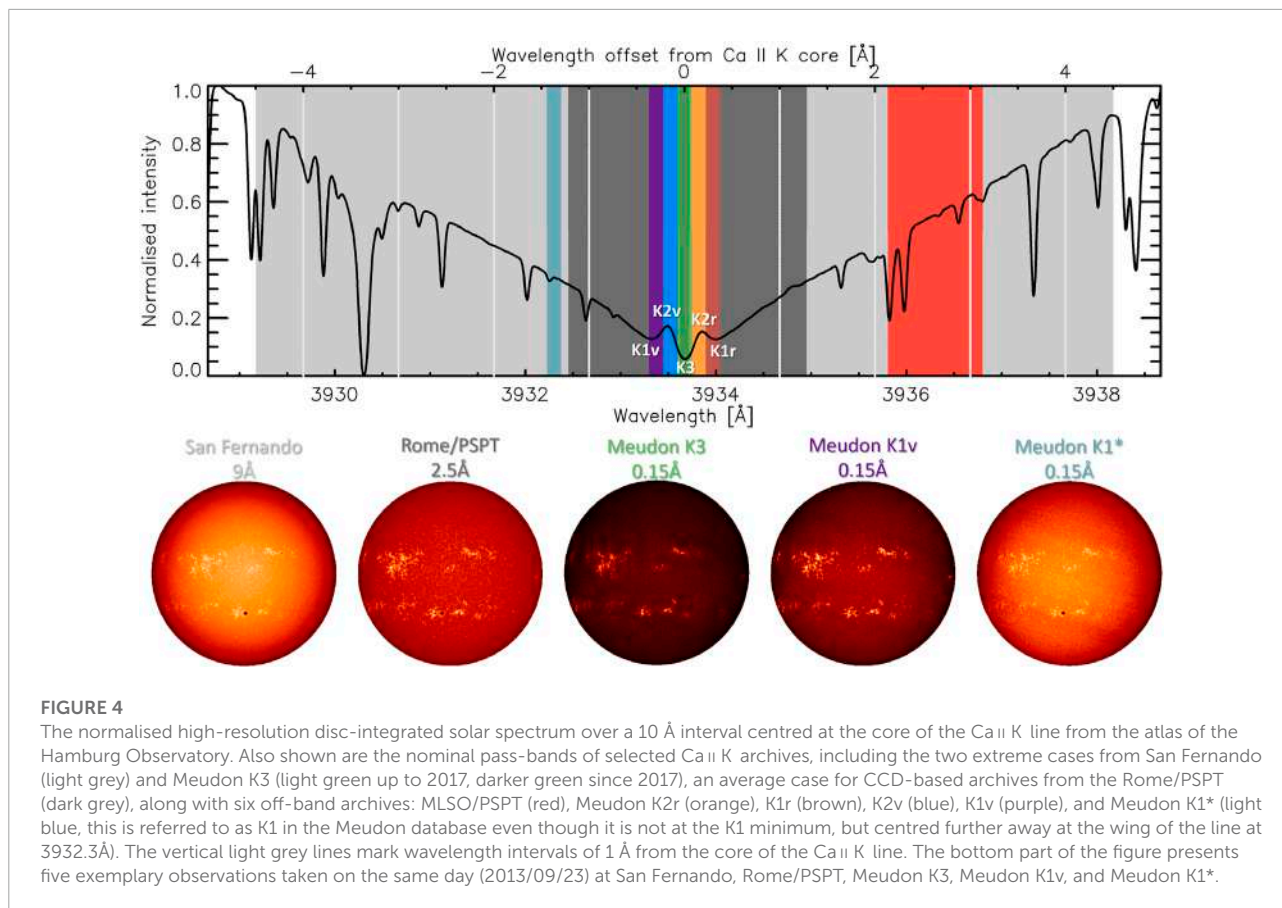 Wavelength offset from Ca II K core [Å]
−4 −2 0 2 4
Normalised intensity
1.0
0.8
0.6
0.4
0.2
0.0
K2v K2r
K1v K1r
K3
3930 3932 3934 3936 3938
Wavelength [Å]
San Fernando Rome/PSPT Meudon K3 Meudon K1v Meudon K1*
9Å 2.5Å 0.15Å 0.15Å 0.15Å
FIGURE 4
The normalised high-resolution disc-integrated solar spectrum over a 10 Å interval centred at the core of the Ca II K line from the atlas of the
Hamburg Observatory. Also shown are the nominal pass-bands of selected Ca II K archives, including the two extreme cases from San Fernando
(light grey) and Meudon K3 (light green up to 2017, darker green since 2017), an average case for CCD-based archives from the Rome/PSPT
(dark grey), along with six off-band archives: MLSO/PSPT (red), Meudon K2r (orange), K1r (brown), K2v (blue), K1v (purple), and Meudon K1* (light
blue, this is referred to as K1 in the Meudon database even though it is not at the K1 minimum, but centred further away at the wing of the line at
3932.3Å). The vertical light grey lines mark wavelength intervals of 1 Å from the core of the Ca II K line. The bottom part of the figure presents
five exemplary observations taken on the same day (2013/09/23) at San Fernando, Rome/PSPT, Meudon K3, Meudon K1v, and Meudon K1*.